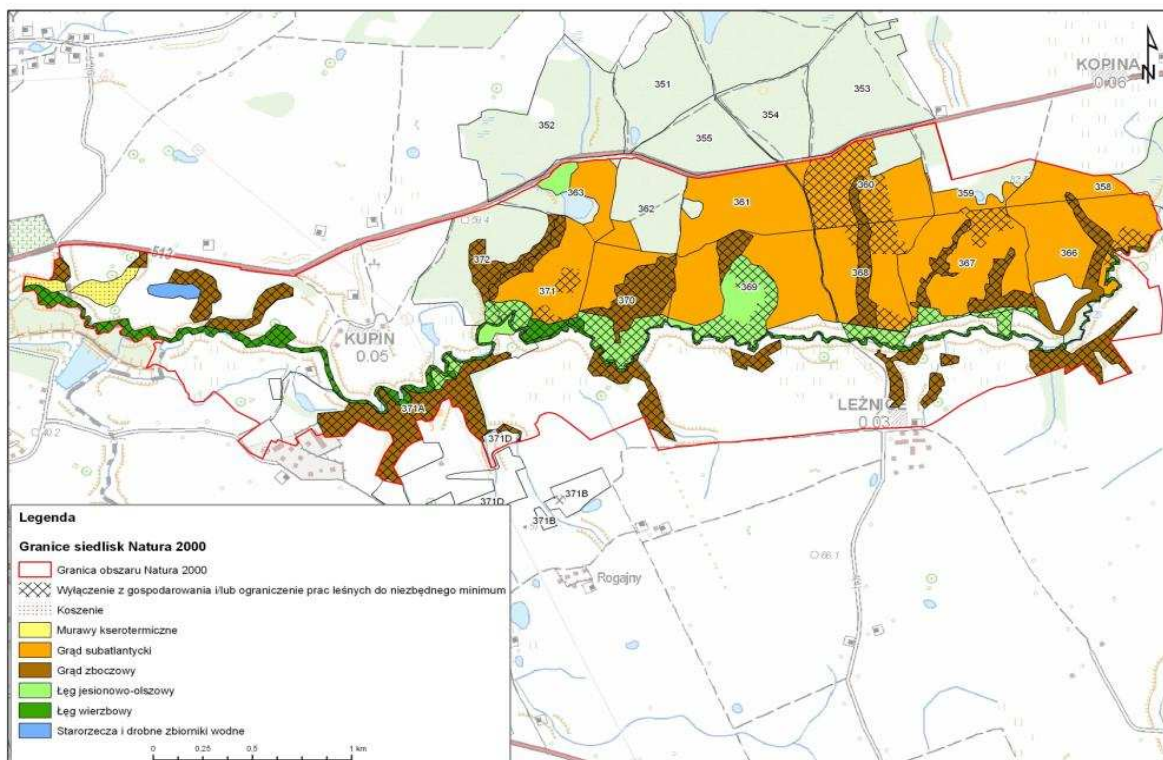 N
KOPINA
0.06
351
353
352
354
355
363
360
359
358
361
362
372
513
371
370
369
368
367
366
KUPIN
0.05
371A
LEŻNICE
0.03
371D
371D
371B
371B
Rogajny
Legenda
Granice siedlisk Natura 2000
Granica obszaru Natura 2000
Wyłączenie z gospodarowania i/lub ograniczenie prac leśnych do niezbędnego minimum
Koszenie
Murawy kserotermiczne
Grąd subatlantycki
Grąd zboczowy
Łęg jesionowo-olszowy
Łęg wierzbowy
Starorzecza i drobne zbiorniki wodne
0 0.25 0.5 1 km